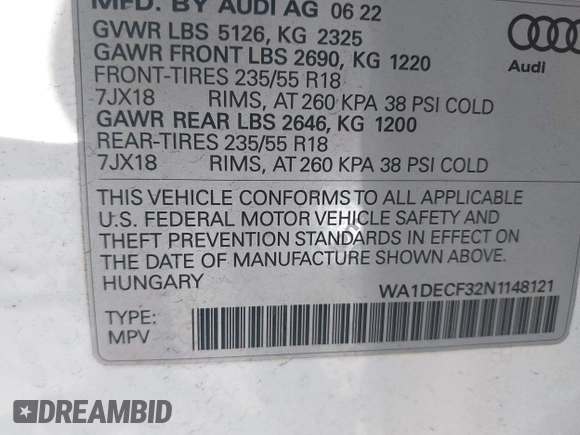 MFD. BY AUDI AG 06 22
GVWR LBS 5126, KG 2325
GAWR FRONT LBS 2690, KG 1220
FRONT-TIRES 235/55 R18
7JX18 RIMS, AT 260 KPA 38 PSI COLD
GAWR REAR LBS 2646, KG 1200
REAR-TIRES 235/55 R18
7JX18 RIMS, AT 260 KPA 38 PSI COLD
Audi
THIS VEHICLE CONFORMS TO ALL APPLICABLE
U.S. FEDERAL MOTOR VEHICLE SAFETY AND
THEFT PREVENTION STANDARDS IN EFFECT ON
THE DATE OF MANUFACTURE SHOWN ABOVE.
HUNGARY
WA1DECF32N1148121
TYPE:
MPV
DREAMBID